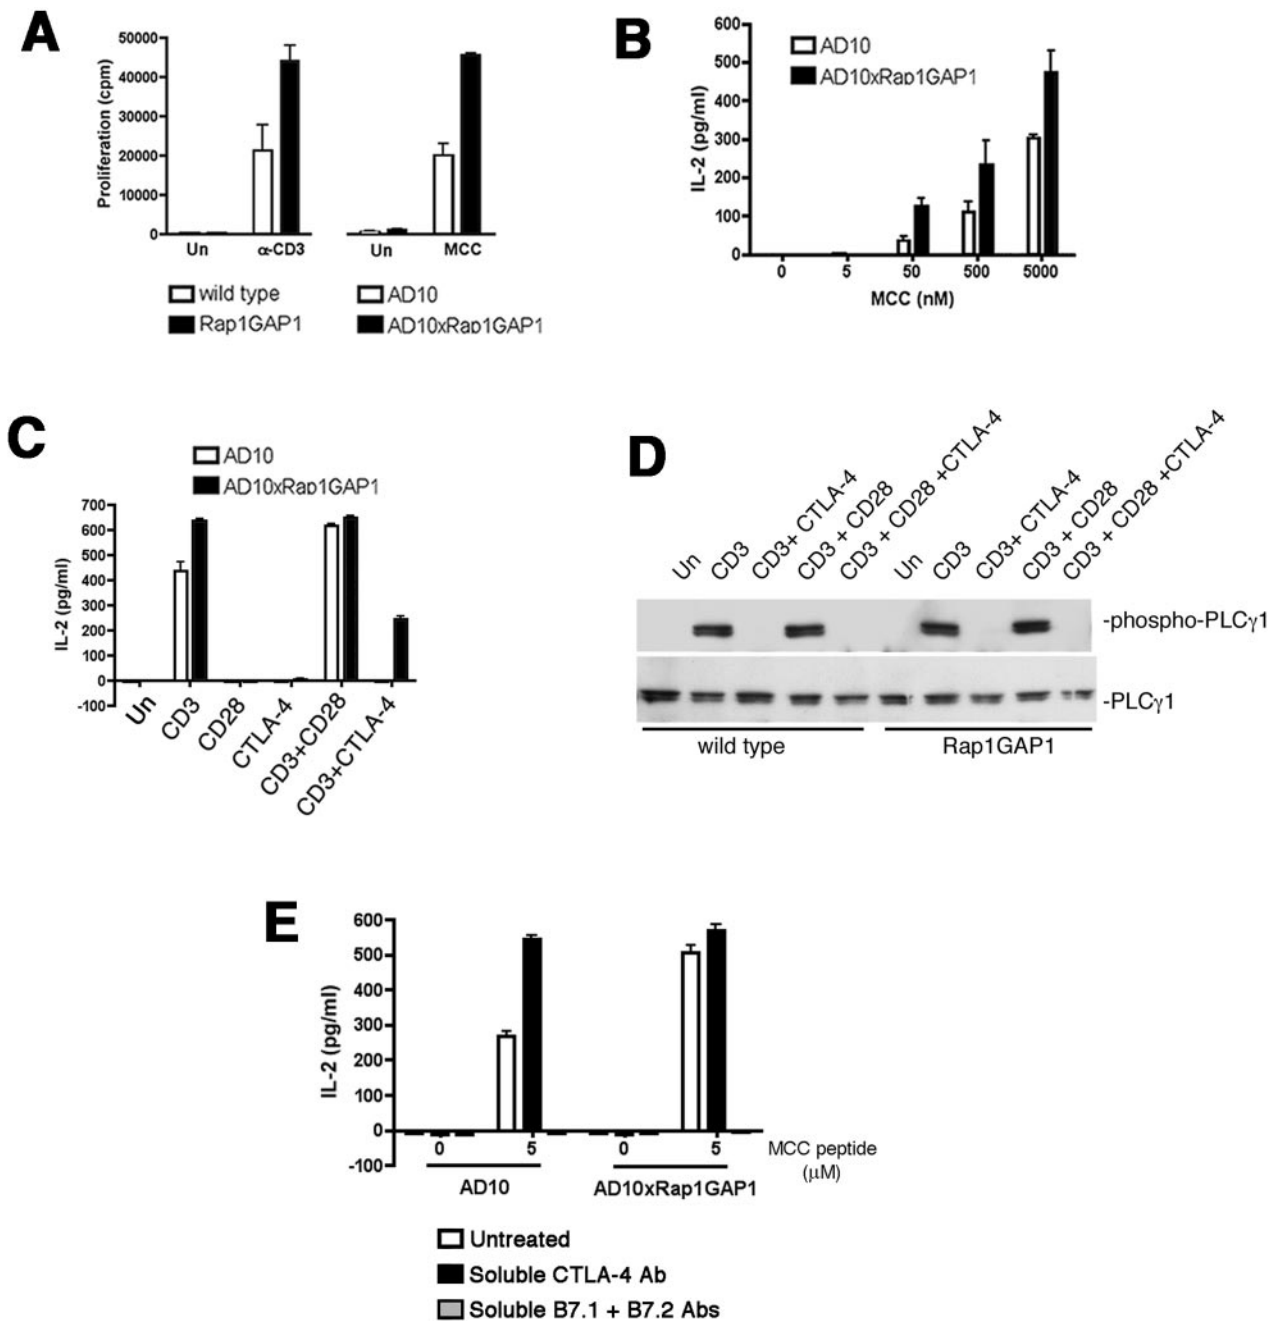 A
Proliferation (cpm)
50000
40000
30000
20000
10000
0
Un
α-CD3
Un
MCC
wild type
Rap1GAP1
AD10
AD10xRap1GAP1
B
AD10
AD10xRap1GAP1
IL-2 (pg/ml)
600
500
400
300
200
100
0
0 5 50 500 5000
MCC (nM)
C
AD10
AD10xRap1GAP1
IL-2 (pg/ml)
700
600
500
400
300
200
100
0
-100
Un
CD3
CD28
CTLA-4
CD3+CD28
CD3+CTLA-4
D
Un
CD3
CD3+ CTLA-4
CD3 + CD28
CD3 + CD28 +CTLA-4
Un
CD3
CD3+ CTLA-4
CD3 + CD28
CD3 + CD28 +CTLA-4
-phospho-PLCγ1
-PLCγ1
wild type
Rap1GAP1
E
IL-2 (pg/ml)
600
500
400
300
200
100
0
-100
0 5 0 5
MCC peptide
(μM)
AD10
AD10xRap1GAP1
Untreated
Soluble CTLA-4 Ab
Soluble B7.1 + B7.2 Abs